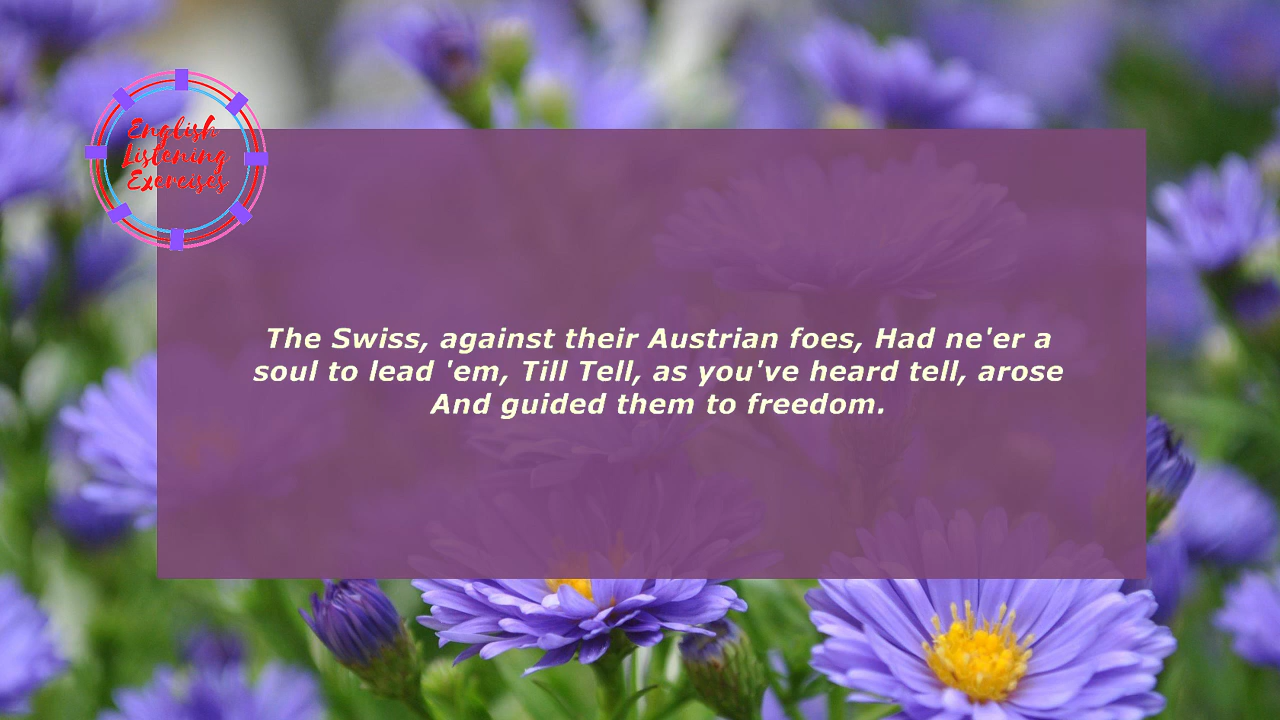 English
Listening
Exercises
The Swiss, against their Austrian foes, Had ne'er a
soul to lead 'em, Till Tell, as you've heard tell, arose
And guided them to freedom.